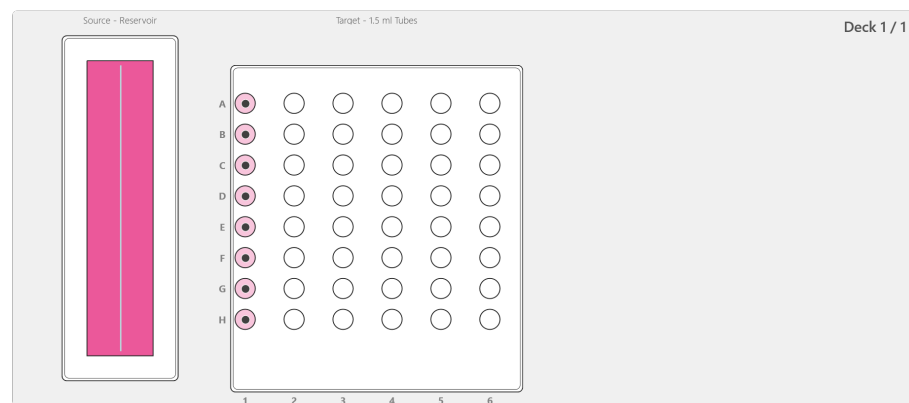 Source - Reservoir
Target - 1.5 ml Tubes
Deck 1 / 1
A
B
C
D
E
F
G
H
1 2 3 4 5 6